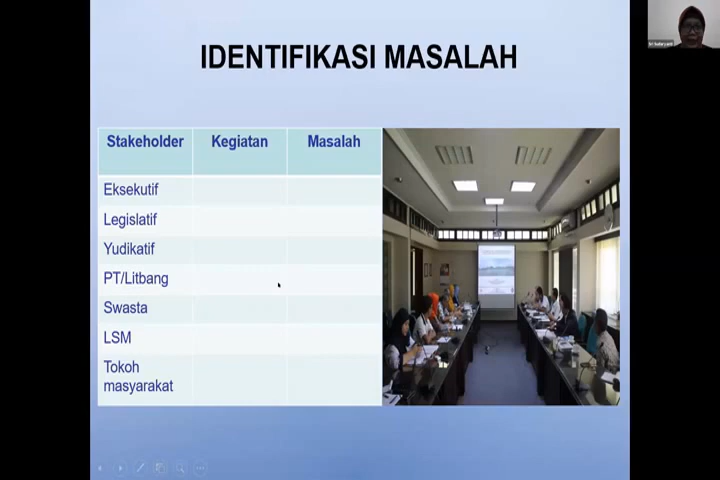 IDENTIFIKASI MASALAH
Stakeholder Kegiatan Masalah
Eksekutif
Legislatif
Yudikatif
PT/Litbang
Swasta
LSM
Tokoh
masyarakat